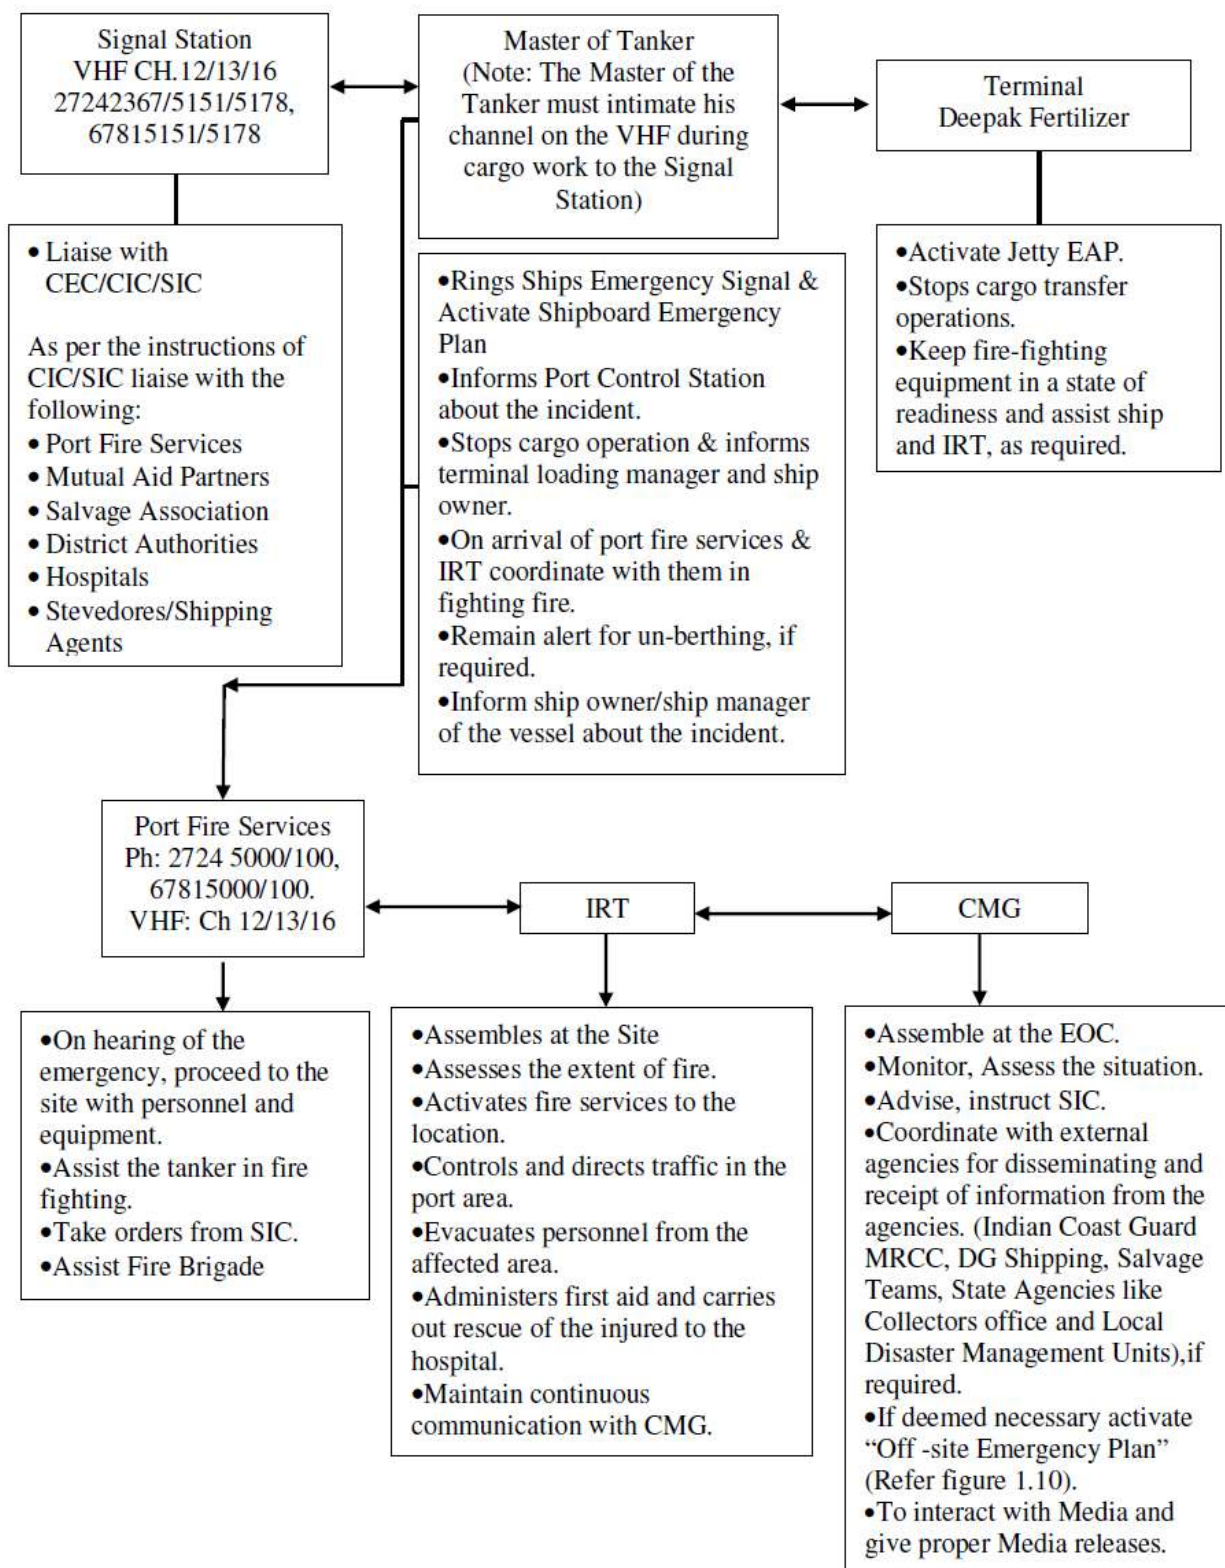 Signal Station
VHF CH.12/13/16
27242367/5151/5178,
67815151/5178
Master of Tanker
(Note: The Master of the
Tanker must intimate his
channel on the VHF during
cargo work to the Signal
Station)
Terminal
Deepak Fertilizer
• Liaise with
CEC/CIC/SIC
As per the instructions of
CIC/SIC liaise with the
following:
• Port Fire Services
• Mutual Aid Partners
• Salvage Association
• District Authorities
• Hospitals
• Stevedores/Shipping
Agents
•Rings Ships Emergency Signal &
Activate Shipboard Emergency
Plan
•Informs Port Control Station
about the incident.
•Stops cargo operation & informs
terminal loading manager and ship
owner.
•On arrival of port fire services &
IRT coordinate with them in
fighting fire.
•Remain alert for un-berthing, if
required.
•Inform ship owner/ship manager
of the vessel about the incident.
•Activate Jetty EAP.
•Stops cargo transfer
operations.
•Keep fire-fighting
equipment in a state of
readiness and assist ship
and IRT, as required.
Port Fire Services
Ph: 2724 5000/100,
67815000/100.
VHF: Ch 12/13/16
IRT
CMG
•On hearing of the
emergency, proceed to the
site with personnel and
equipment.
•Assist the tanker in fire
fighting.
•Take orders from SIC.
•Assist Fire Brigade
•Assembles at the Site
•Assesses the extent of fire.
•Activates fire services to the
location.
•Controls and directs traffic in the
port area.
•Evacuates personnel from the
affected area.
•Administers first aid and carries
out rescue of the injured to the
hospital.
•Maintain continuous
communication with CMG.
•Assemble at the EOC.
•Monitor, Assess the situation.
•Advise, instruct SIC.
•Coordinate with external
agencies for disseminating and
receipt of information from the
agencies. (Indian Coast Guard
MRCC, DG Shipping, Salvage
Teams, State Agencies like
Collectors office and Local
Disaster Management Units),if
required.
•If deemed necessary activate
“Off -site Emergency Plan”
(Refer figure 1.10).
•To interact with Media and
give proper Media releases.